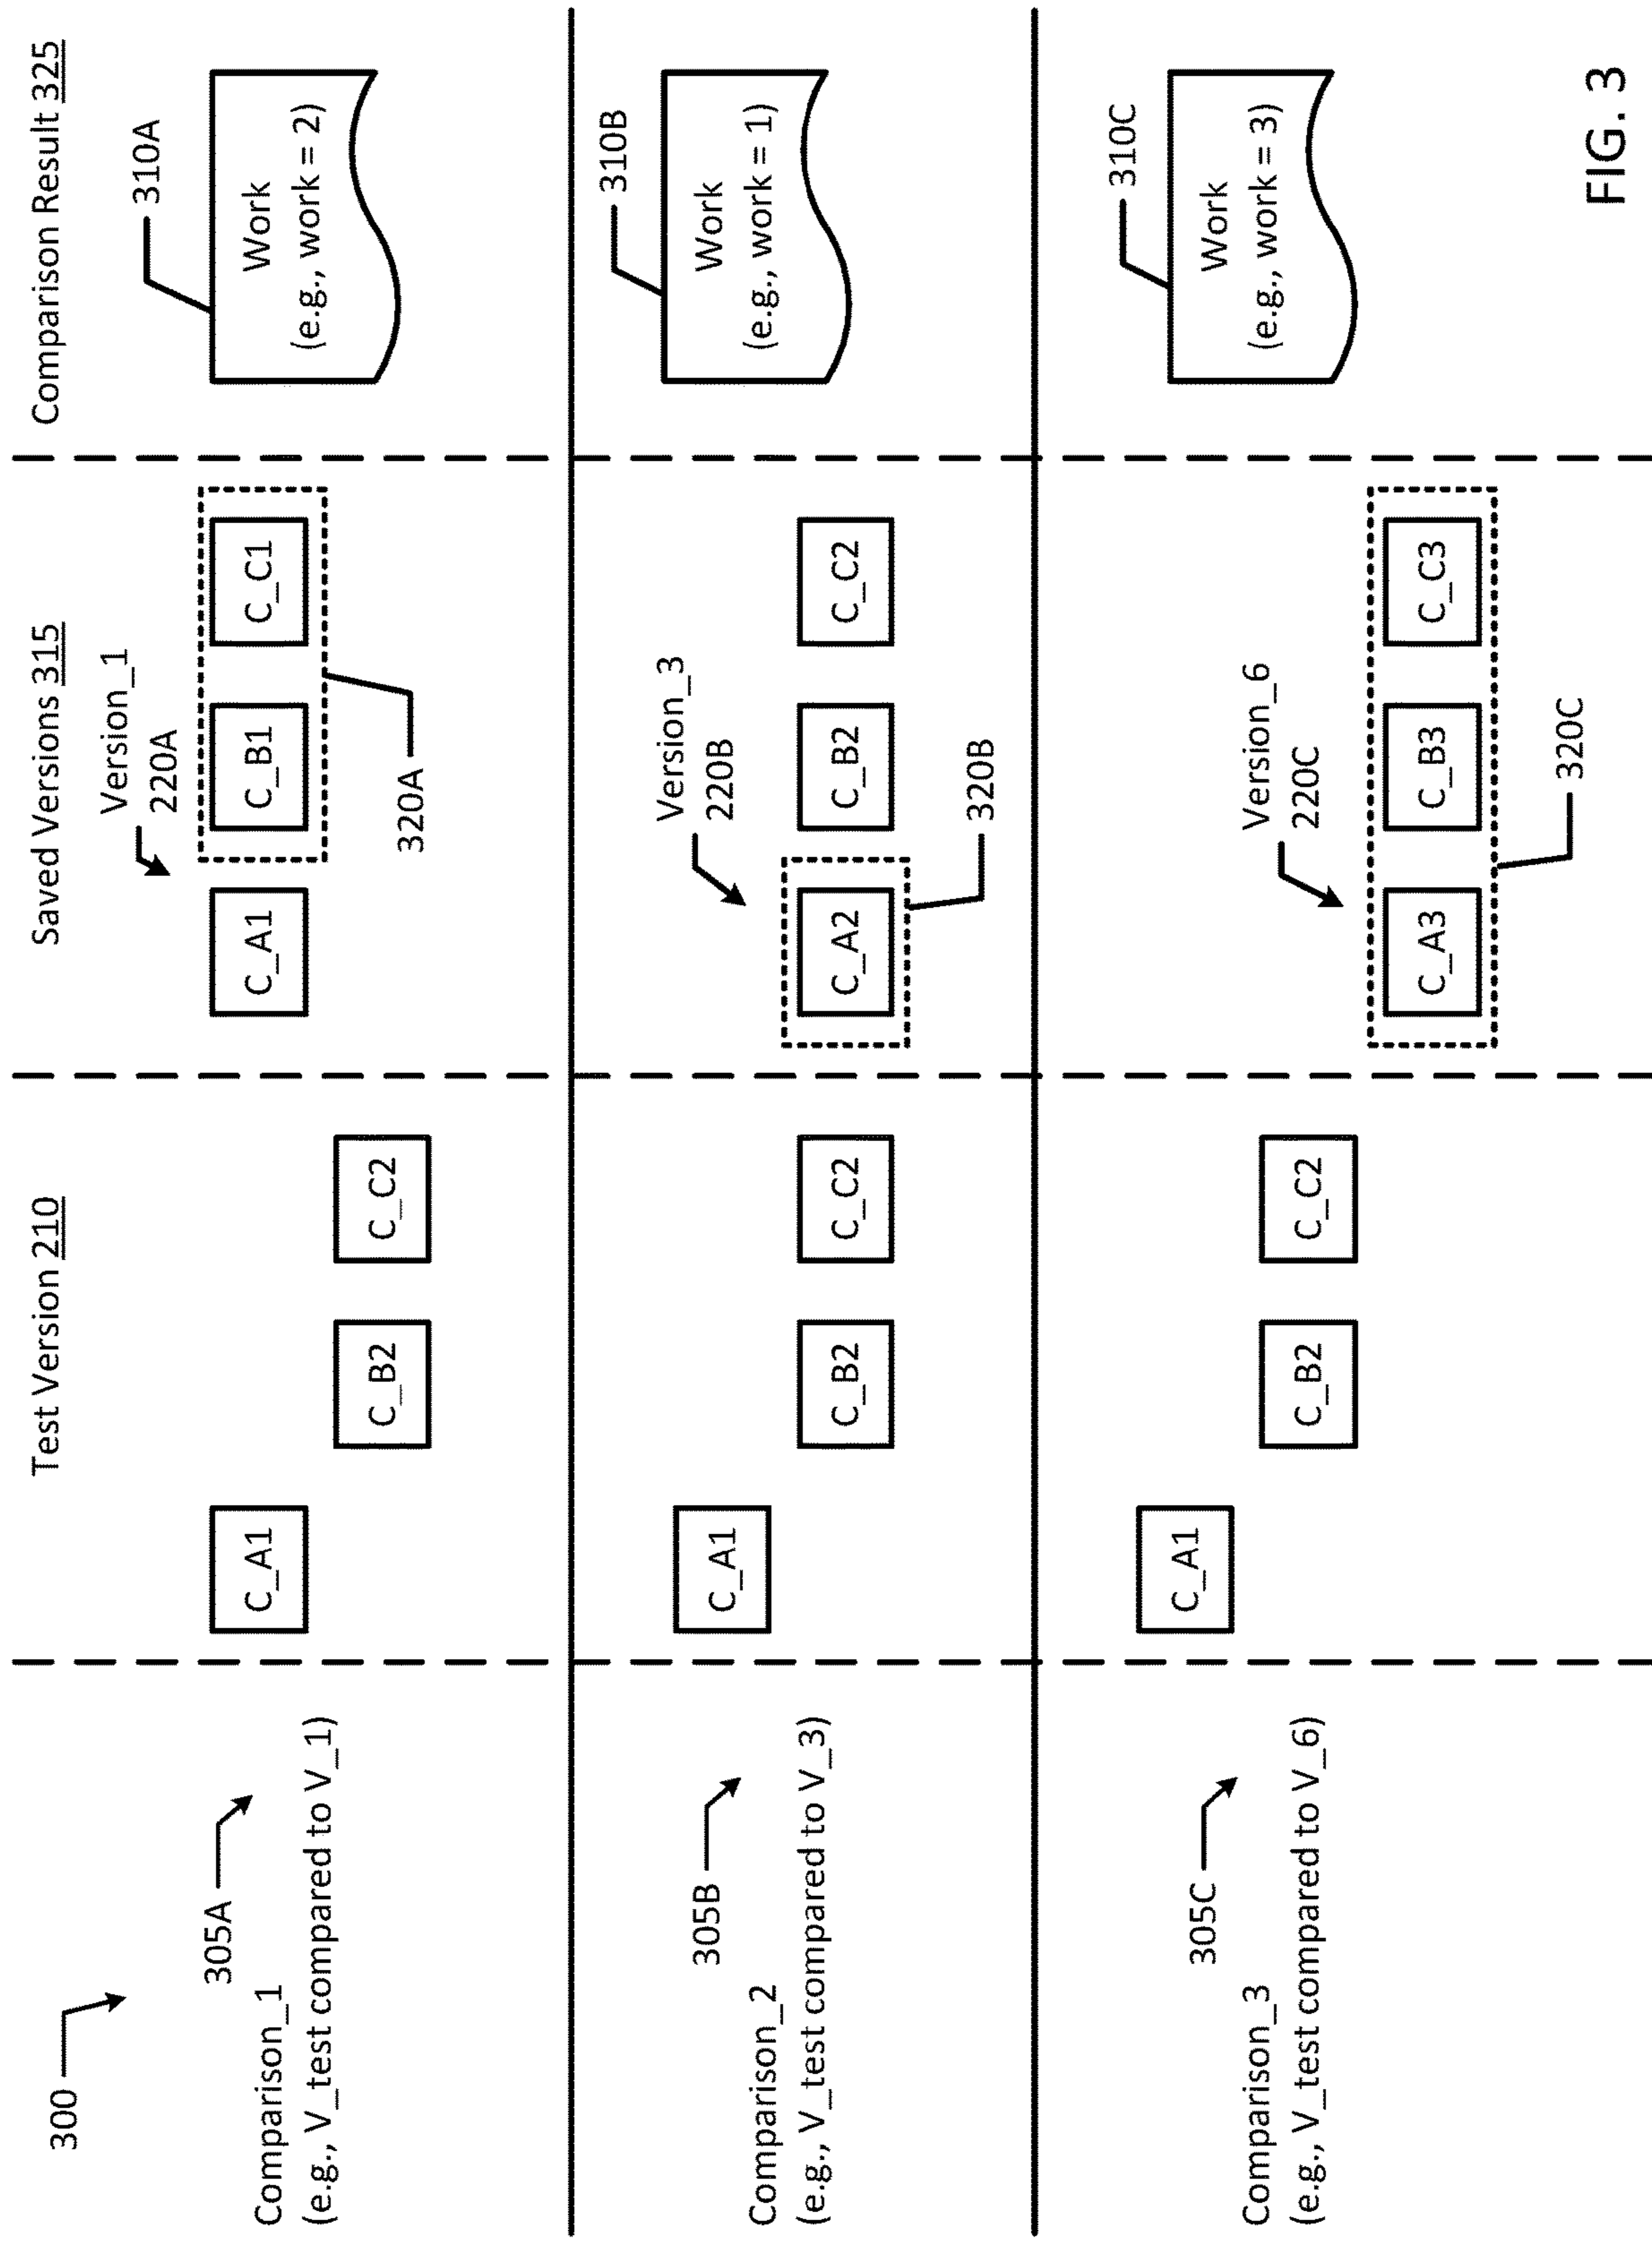 300
Test Version 210
Saved Versions 315
Comparison Result 325
305A
Comparison_1
(e.g., V_test compared to V_1)
C_A1
C_B2
C_C2
Version_1
220A
C_A1
C_B1
C_C1
320A
310A
Work
(e.g., work = 2)
305B
Comparison_2
(e.g., V_test compared to V_3)
C_A1
C_B2
C_C2
Version_3
220B
C_A2
C_B2
C_C2
320B
310B
Work
(e.g., work = 1)
305C
Comparison_3
(e.g., V_test compared to V_6)
C_A1
C_B2
C_C2
Version_6
220C
C_A3
C_B3
C_C3
320C
310C
Work
(e.g., work = 3)
FIG. 3